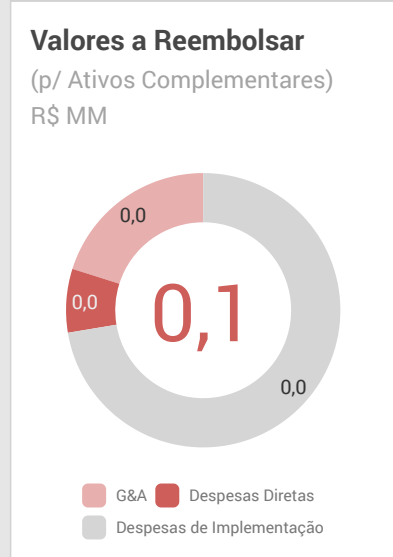 Valores a Reembolsar
(p/ Ativos Complementares)
R$ MM
0,0
0,0
0,1
0,0
G&A Despesas Diretas
Despesas de Implementação